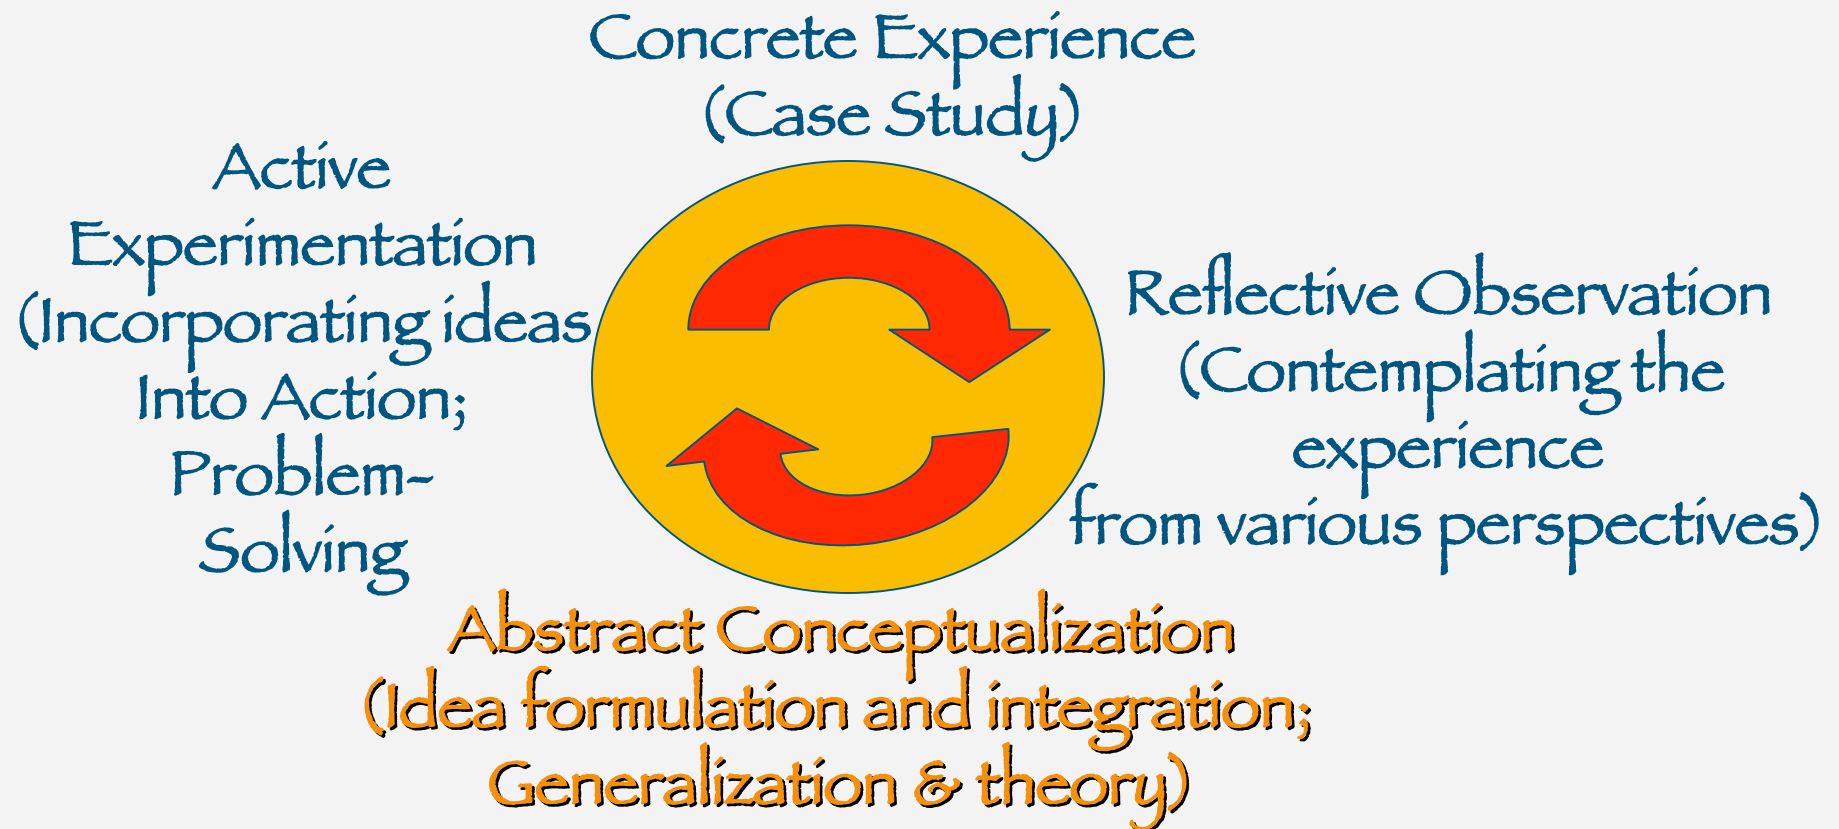 Concrete Experience
(Case Study)
Active
Experimentation
(Incorporating ideas
Into Action;
Problem-
Solving
Reflective Observation
(Contemplating the
experience
from various perspectives)
Abstract Conceptualization
(Idea formulation and integration;
Generalization & theory)